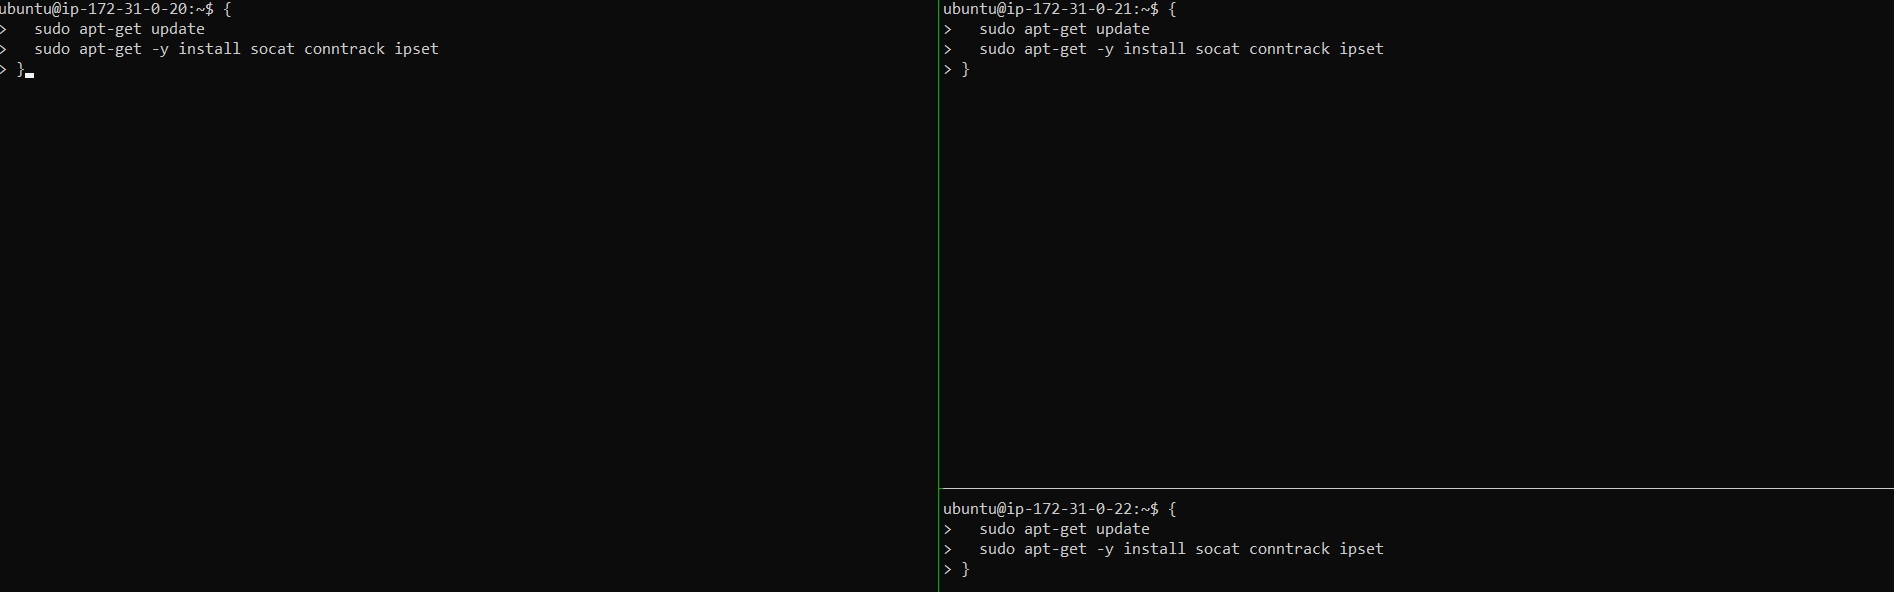 ubuntu@ip-172-31-0-20:~$ {
>   sudo apt-get update
>   sudo apt-get -y install socat conntrack ipset
> }
ubuntu@ip-172-31-0-21:~$ {
>   sudo apt-get update
>   sudo apt-get -y install socat conntrack ipset
> }
ubuntu@ip-172-31-0-22:~$ {
>   sudo apt-get update
>   sudo apt-get -y install socat conntrack ipset
> }